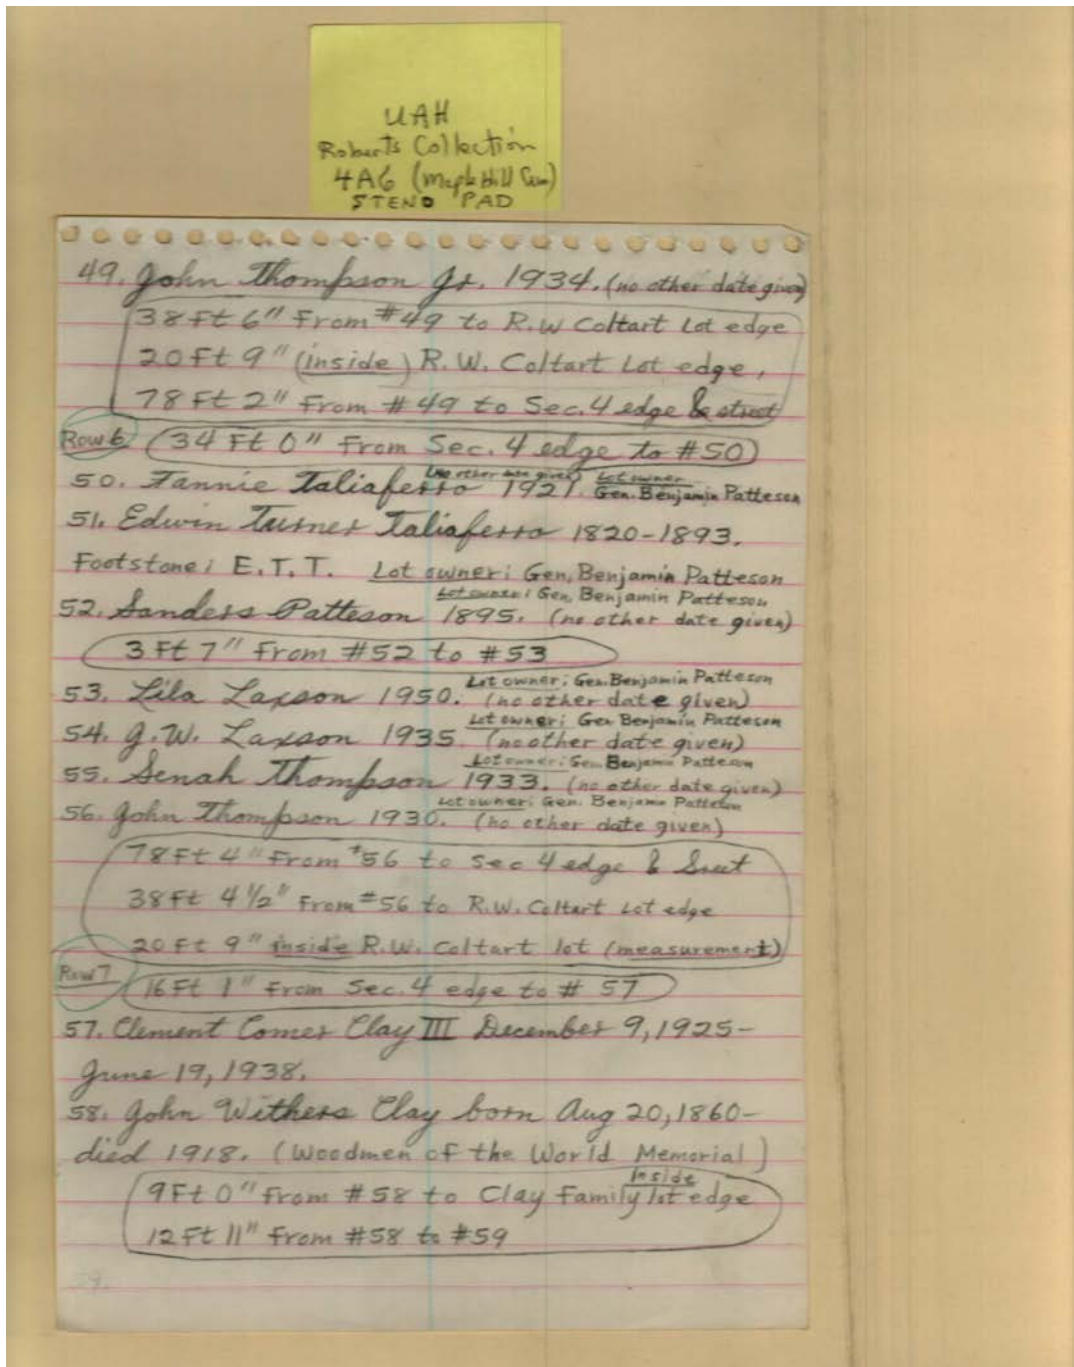 UAH
Roberts Collection
4A6 (Maple Hill Cem)
STENO PAD
49. John Thompson Jr. 1934. (no other date given)
38 Ft 6" From #49 to R.W Coltart Lot edge
20 Ft 9" (inside) R.W. Coltart Lot edge,
78 Ft 2" From #49 to Sec. 4 edge & street
Row 6 (34 Ft 0" From Sec. 4 edge to #50)
(no other date given) Lot owner
50. Fannie Taliaferro 1921. Gen. Benjamin Patteson
51. Edwin Turner Taliaferro 1820-1893.
Footstone; E.T.T. Lot owner; Gen, Benjamin Patteson
Lot owner; Gen, Benjamin Patteson
52. Sanders Patteson 1895. (no other date given)
3 Ft 7" From #52 to #53
Lot owner; Gen. Benjamin Patteson
53. Lila Laxson 1950. (no other date given)
Lot owner; Gen Benjamin Patteson
54. J.W. Laxson 1935. (no other date given)
Lot owner; Gen. Benjamin Patteson
55. Senah Thompson 1933. (no other date given)
Lot owner; Gen. Benjamin Patteson
56. John Thompson 1930. (no other date given)
78 Ft 4" From #56 to Sec 4 edge & Sreet
38 Ft 4 1/2" From #56 to R.W. Coltart Lot edge
20 Ft 9" inside R.W. Coltart lot (measurement)
Row 7 16 Ft 1" From Sec. 4 edge to # 57
57. Clement Comer Clay III December 9, 1925-
June 19, 1938.
58. John Withers Clay born Aug 20, 1860-
died 1918. (Woodmen of the World Memorial)
inside
9 Ft 0" From #58 to Clay Family lot edge
12 Ft 11" From #58 to #59
59.